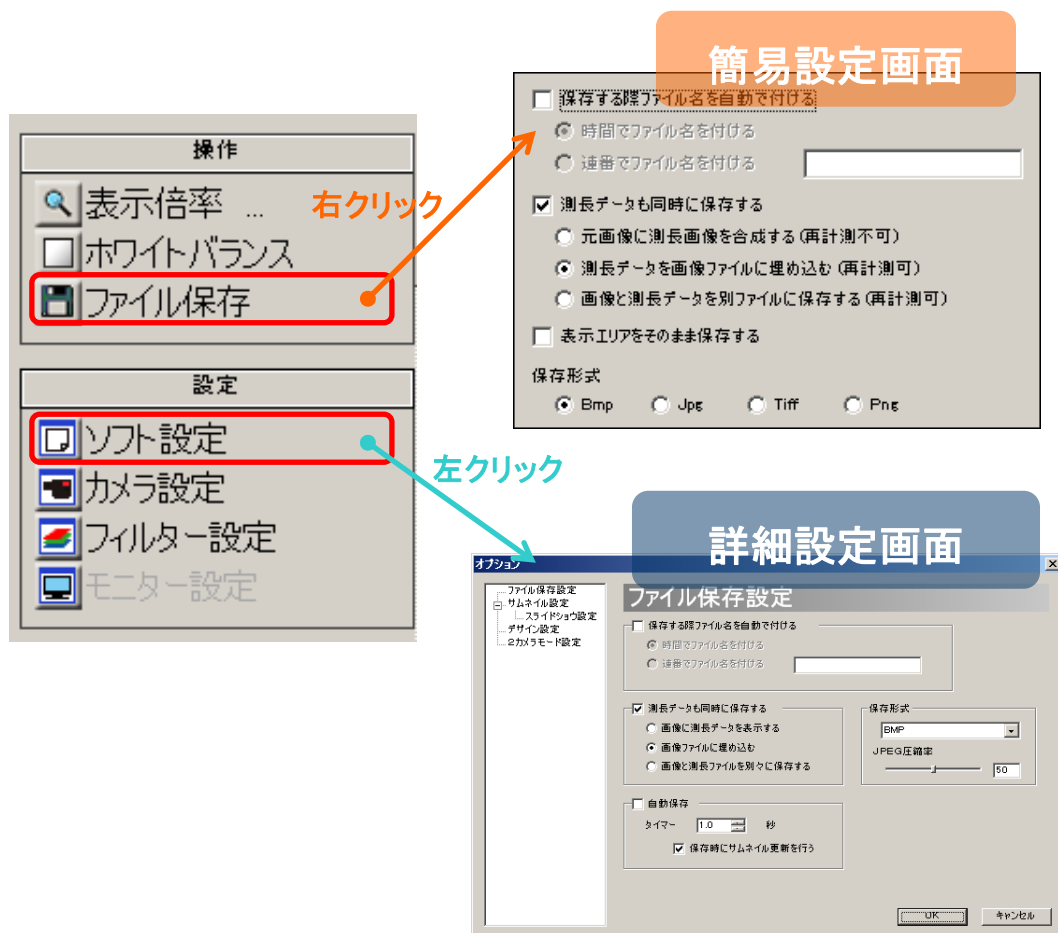 簡易設定画面
保存する際ファイル名を自動で付ける
時間でファイル名を付ける
連番でファイル名を付ける
測長データも同時に保存する
元画像に測長画像を合成する(再計測不可)
測長データを画像ファイルに埋め込む(再計測可)
画像と測長データを別ファイルに保存する(再計測可)
表示エリアをそのまま保存する
保存形式
Bmp Jpg Tiff Png
操作
表示倍率 ...
ホワイトバランス
ファイル保存
右クリック
設定
ソフト設定
カメラ設定
フィルター設定
モニター設定
左クリック
詳細設定画面
オプション
ファイル保存設定
サムネイル設定
スライドショウ設定
デザイン設定
2カメラモード設定
ファイル保存設定
保存する際ファイル名を自動で付ける
時間でファイル名を付ける
連番でファイル名を付ける
測長データも同時に保存する
画像に測長データを表示する
画像ファイルに埋め込む
画像と測長ファイルを別々に保存する
保存形式
BMP
JPEG圧縮率
50
自動保存
タイマー 1.0 秒
保存時にサムネイル更新を行う
OK キャンセル